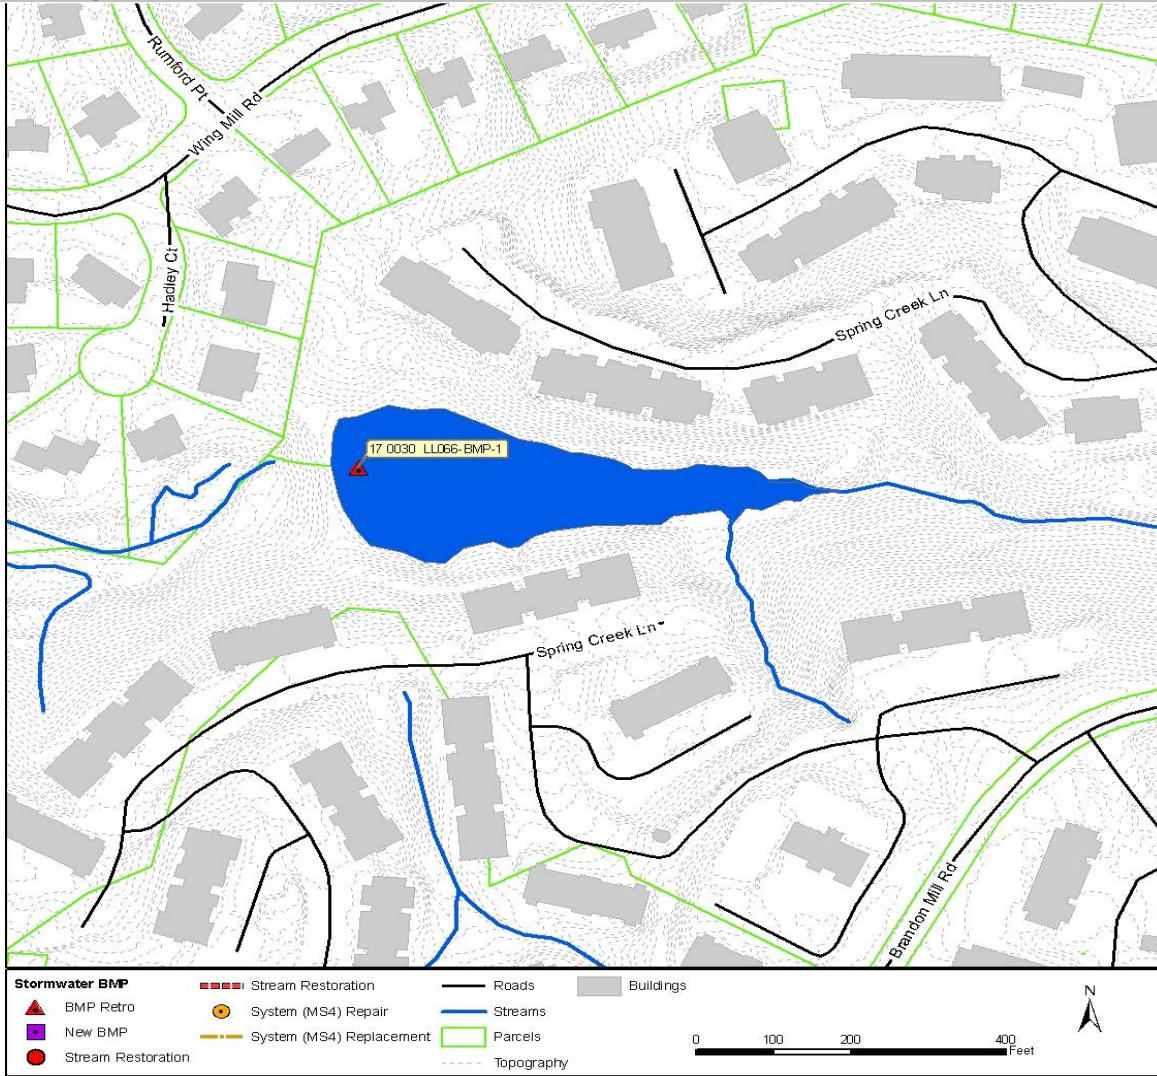 Rumford Pt
Wing Mill Rd
Hadley Ct
Spring Creek Ln
17 0030 LL066-BMP-1
Spring Creek Ln
Brandon Mill Rd
Stormwater BMP
BMP Retro
New BMP
Stream Restoration
Stream Restoration
System (MS4) Repair
System (MS4) Replacement
Roads
Streams
Parcels
Topography
Buildings
N
0 100 200 400
Feet